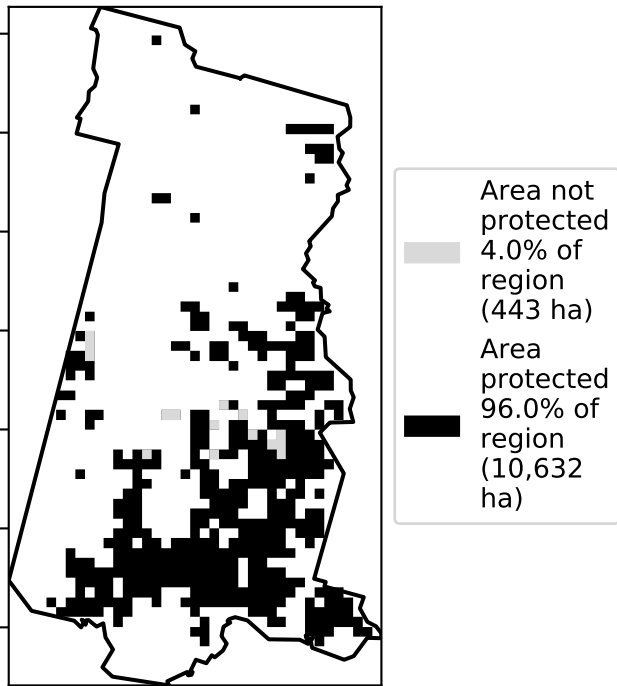 Area not
protected
4.0% of
region
(443 ha)
Area
protected
96.0% of
region
(10,632
ha)